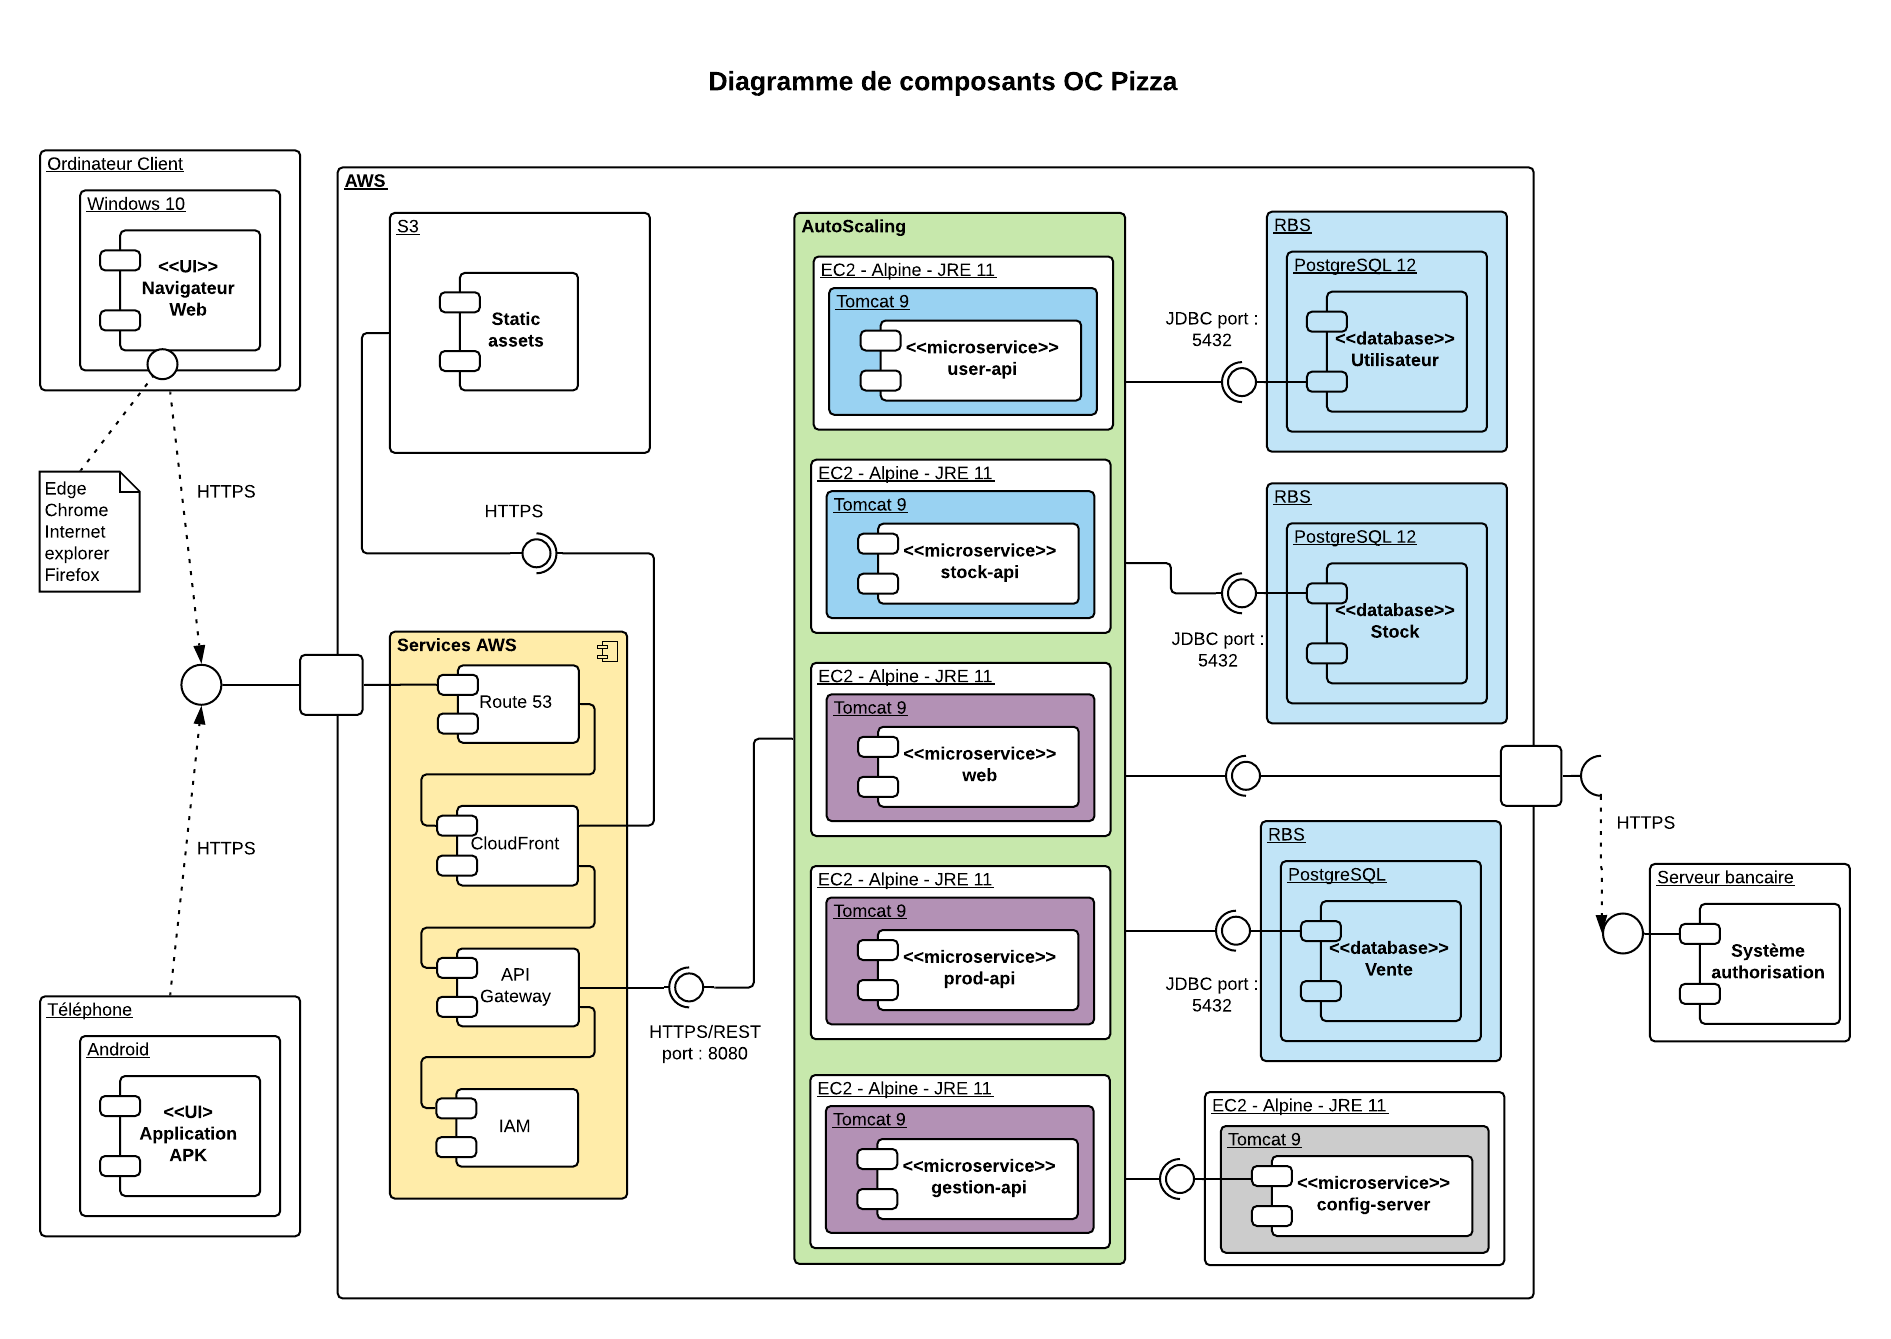 Diagramme de composants OC Pizza
Ordinateur Client
Windows 10
<<UI>>
Navigateur
Web
Edge
Chrome
Internet
explorer
Firefox
HTTPS
HTTPS
Téléphone
Android
<<UI>
Application
APK
AWS
S3
Static
assets
HTTPS
Services AWS
Route 53
CloudFront
API
Gateway
IAM
HTTPS/REST
port : 8080
AutoScaling
EC2 - Alpine - JRE 11
Tomcat 9
<<microservice>>
user-api
EC2 - Alpine - JRE 11
Tomcat 9
<<microservice>>
stock-api
EC2 - Alpine - JRE 11
Tomcat 9
<<microservice>>
web
EC2 - Alpine - JRE 11
Tomcat 9
<<microservice>>
prod-api
EC2 - Alpine - JRE 11
Tomcat 9
<<microservice>>
gestion-api
JDBC port :
5432
RBS
PostgreSQL 12
<<database>>
Utilisateur
JDBC port :
5432
RBS
PostgreSQL 12
<<database>>
Stock
JDBC port :
5432
RBS
PostgreSQL
<<database>>
Vente
EC2 - Alpine - JRE 11
Tomcat 9
<<microservice>>
config-server
HTTPS
Serveur bancaire
Système
authorisation